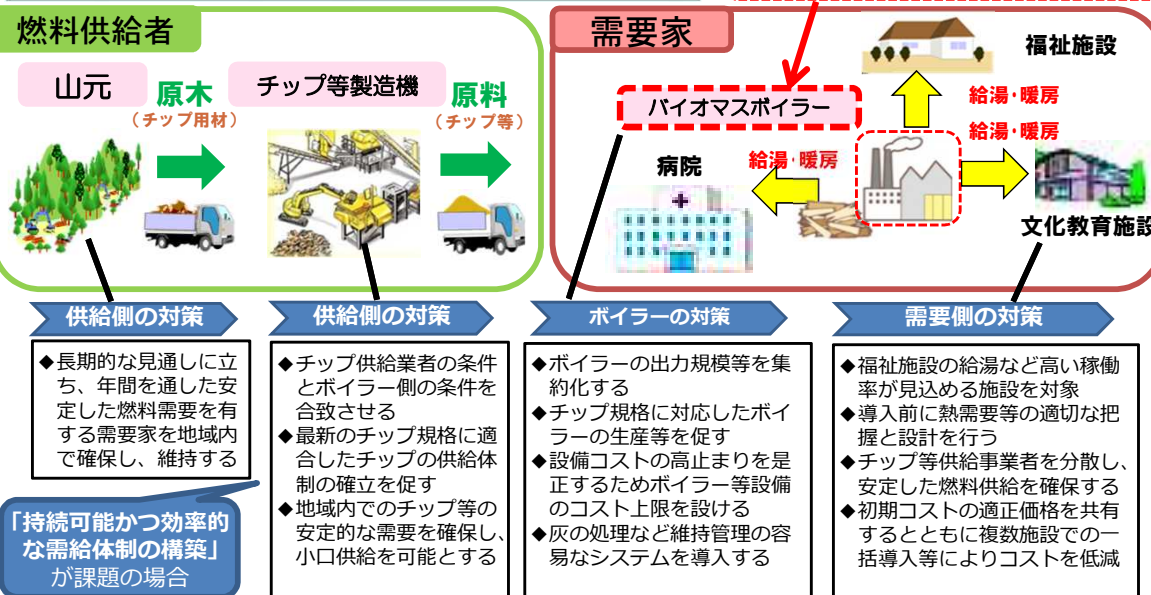 燃料供給者
山元
原木
（チップ用材）
チップ等製造機
原料
（チップ等）
需要家
バイオマスボイラー
福祉施設
給湯・暖房
給湯・暖房
病院
給湯・暖房
文化教育施設
供給側の対策
◆長期的な見通しに立
ち、年間を通した安
定した燃料需要を有
する需要家を地域内
で確保し、維持する
「持続可能かつ効率的
な需給体制の構築」
が課題の場合
供給側の対策
◆チップ供給業者の条件
とボイラー側の条件を
合致させる
◆最新のチップ規格に適
合したチップの供給体
制の確立を促す
◆地域内でのチップ等の
安定的な需要を確保し、
小口供給を可能とする
ボイラーの対策
◆ボイラーの出力規模等を集
約化する
◆チップ規格に対応したボイ
ラーの生産等を促す
◆設備コストの高止まりを是
正するためボイラー等設備
のコスト上限を設ける
◆灰の処理など維持管理の容
易なシステムを導入する
需要側の対策
◆福祉施設の給湯など高い稼働
率が見込める施設を対象
◆導入前に熱需要等の適切な把
握と設計を行う
◆チップ等供給事業者を分散し、
安定した燃料供給を確保する
◆初期コストの適正価格を共有
するとともに複数施設での一
括導入等によりコストを低減